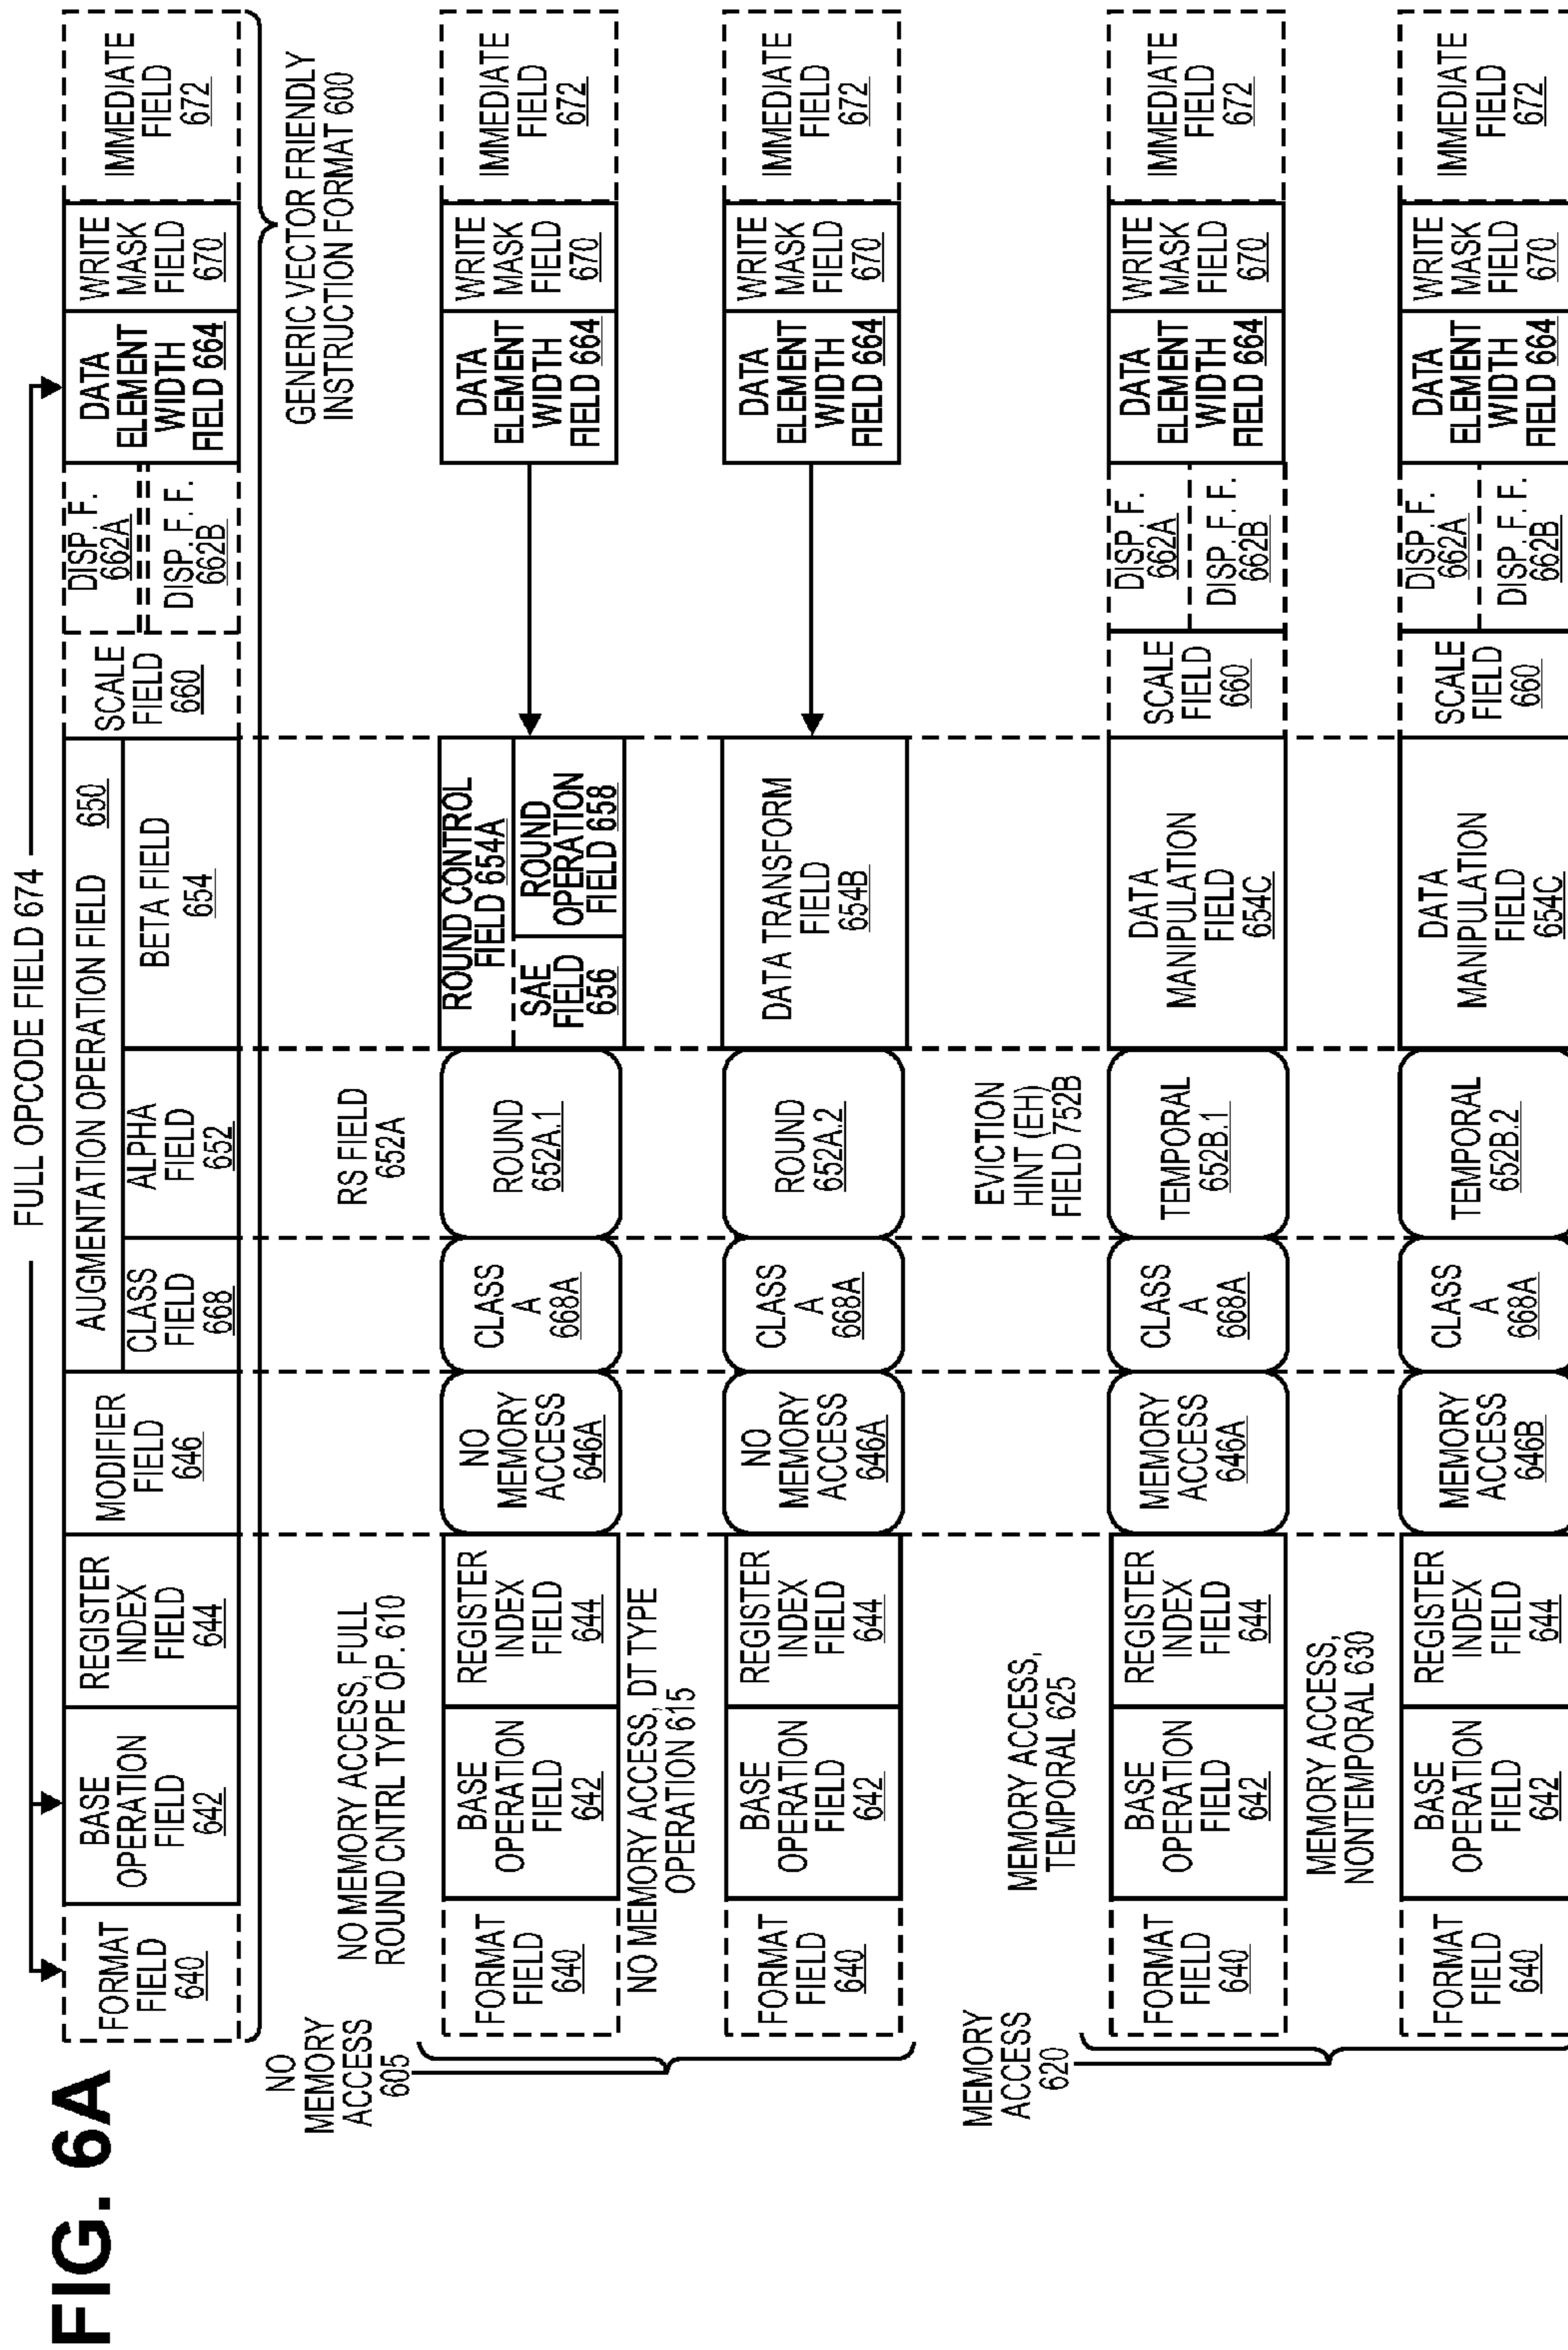 FIG. 6A
FULL OPCODE FIELD 674
FORMAT
FIELD
640
BASE
OPERATION
FIELD
642
REGISTER
INDEX
FIELD
644
MODIFIER
FIELD
646
AUGMENTATION OPERATION FIELD 650
CLASS
FIELD
668
ALPHA
FIELD
652
BETA FIELD
654
SCALE
FIELD
660
DISP. F.
662A
DISP. F. F.
662B
DATA
ELEMENT
WIDTH
FIELD 664
WRITE
MASK
FIELD
670
IMMEDIATE
FIELD
672
GENERIC VECTOR FRIENDLY
INSTRUCTION FORMAT 600
NO
MEMORY
ACCESS
605
NO MEMORY ACCESS, FULL
ROUND CNTRL TYPE OP. 610
RS FIELD
652A
FORMAT
FIELD
640
BASE
OPERATION
FIELD
642
REGISTER
INDEX
FIELD
644
NO
MEMORY
ACCESS
646A
CLASS
A
668A
ROUND
652A.1
ROUND CONTROL
FIELD 654A
SAE
FIELD
656
ROUND
OPERATION
FIELD 658
DATA
ELEMENT
WIDTH
FIELD 664
WRITE
MASK
FIELD
670
IMMEDIATE
FIELD
672
NO MEMORY ACCESS, DT TYPE
OPERATION 615
FORMAT
FIELD
640
BASE
OPERATION
FIELD
642
REGISTER
INDEX
FIELD
644
NO
MEMORY
ACCESS
646A
CLASS
A
668A
ROUND
652A.2
DATA TRANSFORM
FIELD
654B
DATA
ELEMENT
WIDTH
FIELD 664
WRITE
MASK
FIELD
670
IMMEDIATE
FIELD
672
MEMORY
ACCESS
620
MEMORY ACCESS,
TEMPORAL 625
EVICTION
HINT (EH)
FIELD 752B
FORMAT
FIELD
640
BASE
OPERATION
FIELD
642
REGISTER
INDEX
FIELD
644
MEMORY
ACCESS
646A
CLASS
A
668A
TEMPORAL
652B.1
DATA
MANIPULATION
FIELD
654C
SCALE
FIELD
660
DISP. F.
662A
DISP. F. F.
662B
DATA
ELEMENT
WIDTH
FIELD 664
WRITE
MASK
FIELD
670
IMMEDIATE
FIELD
672
MEMORY ACCESS,
NONTEMPORAL 630
FORMAT
FIELD
640
BASE
OPERATION
FIELD
642
REGISTER
INDEX
FIELD
644
MEMORY
ACCESS
646B
CLASS
A
668A
TEMPORAL
652B.2
DATA
MANIPULATION
FIELD
654C
SCALE
FIELD
660
DISP. F.
662A
DISP. F. F.
662B
DATA
ELEMENT
WIDTH
FIELD 664
WRITE
MASK
FIELD
670
IMMEDIATE
FIELD
672